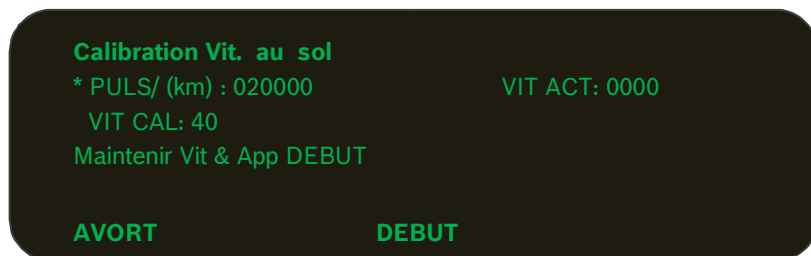 Calibration Vit. au sol
* PULS/ (km) : 020000 VIT ACT: 0000
VIT CAL: 40
Maintenir Vit & App DEBUT
AVORT DEBUT